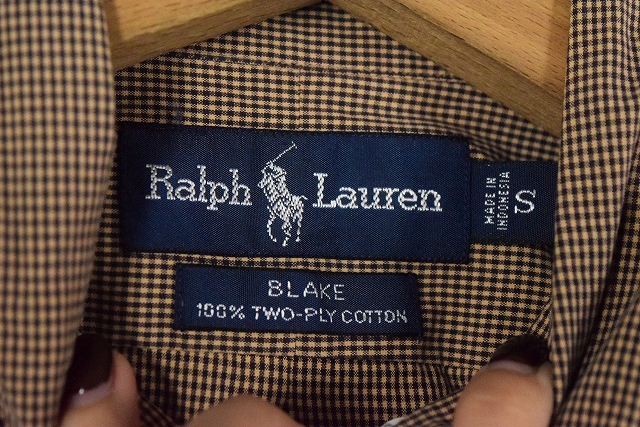 Ralph Lauren
MADE IN
INDONESIA
S
BLAKE
100% TWO-PLY COTTON